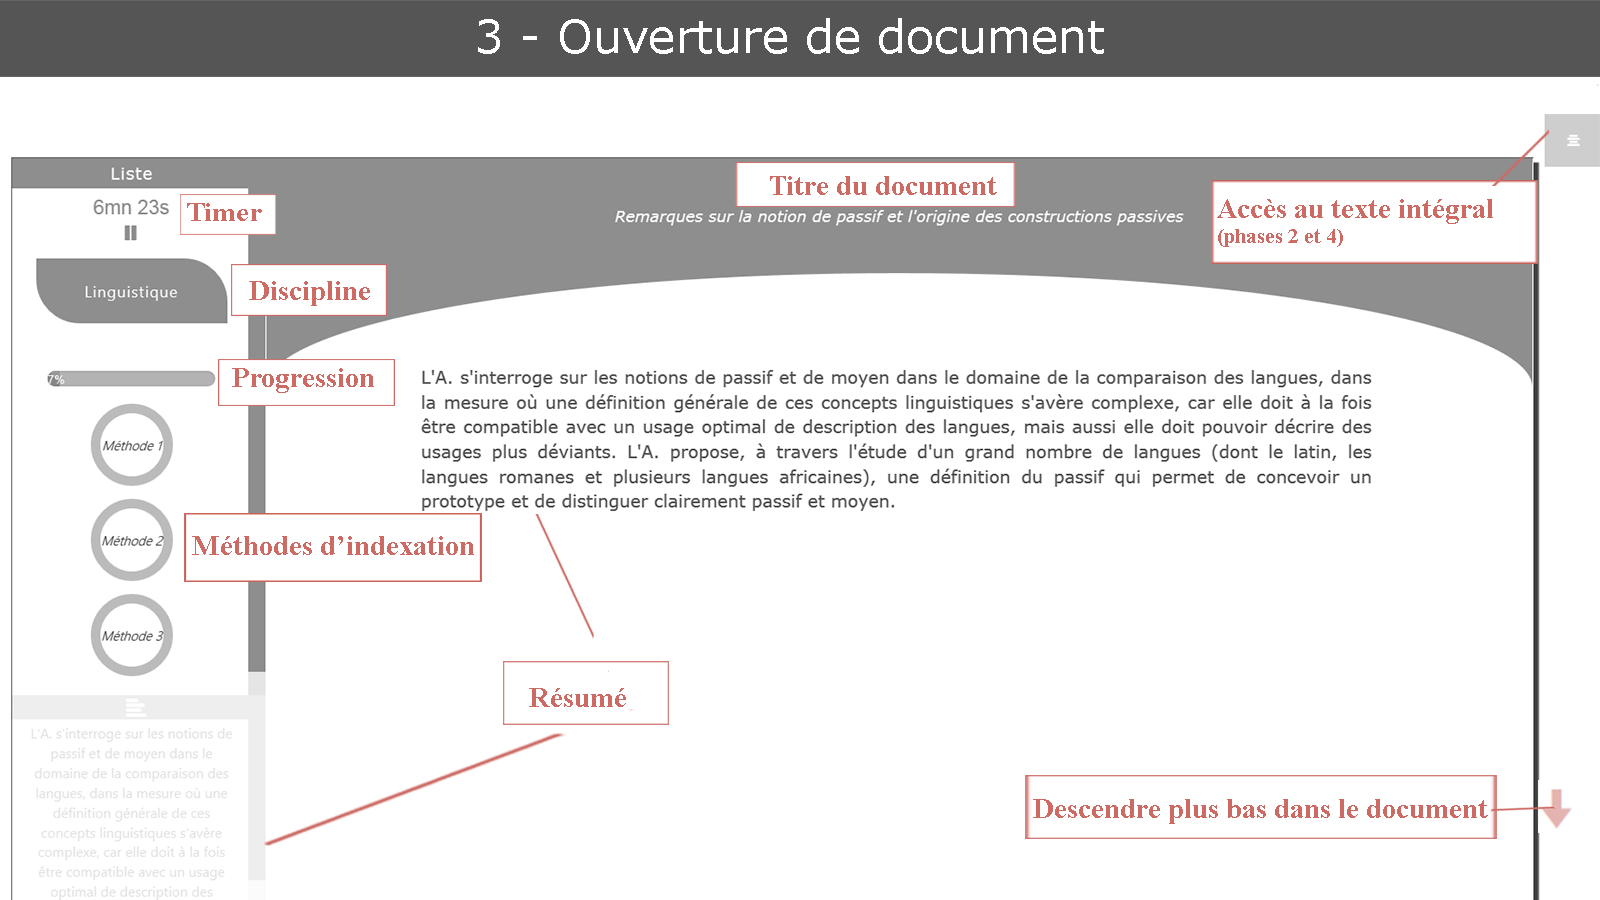 3 - Ouverture de document
Liste
6mn 23s
Timer
Titre du document
Remarques sur la notion de passif et l'origine des constructions passives
Accès au texte intégral
(phases 2 et 4)
Linguistique
Discipline
7%
Progression
L'A. s'interroge sur les notions de passif et de moyen dans le domaine de la comparaison des langues, dans
la mesure où une définition générale de ces concepts linguistiques s'avère complexe, car elle doit à la fois
être compatible avec un usage optimal de description des langues, mais aussi elle doit pouvoir décrire des
usages plus déviants. L'A. propose, à travers l'étude d'un grand nombre de langues (dont le latin, les
langues romanes et plusieurs langues africaines), une définition du passif qui permet de concevoir un
prototype et de distinguer clairement passif et moyen.
Méthode 1
Méthode 2
Méthodes d’indexation
Méthode 3
Résumé
L'A. s'interroge sur les notions de
passif et de moyen dans le
domaine de la comparaison des
langues, dans la mesure où une
définition générale de ces
concepts linguistiques s'avère
complexe, car elle doit à la fois
être compatible avec un usage
optimal de description des
Descendre plus bas dans le document